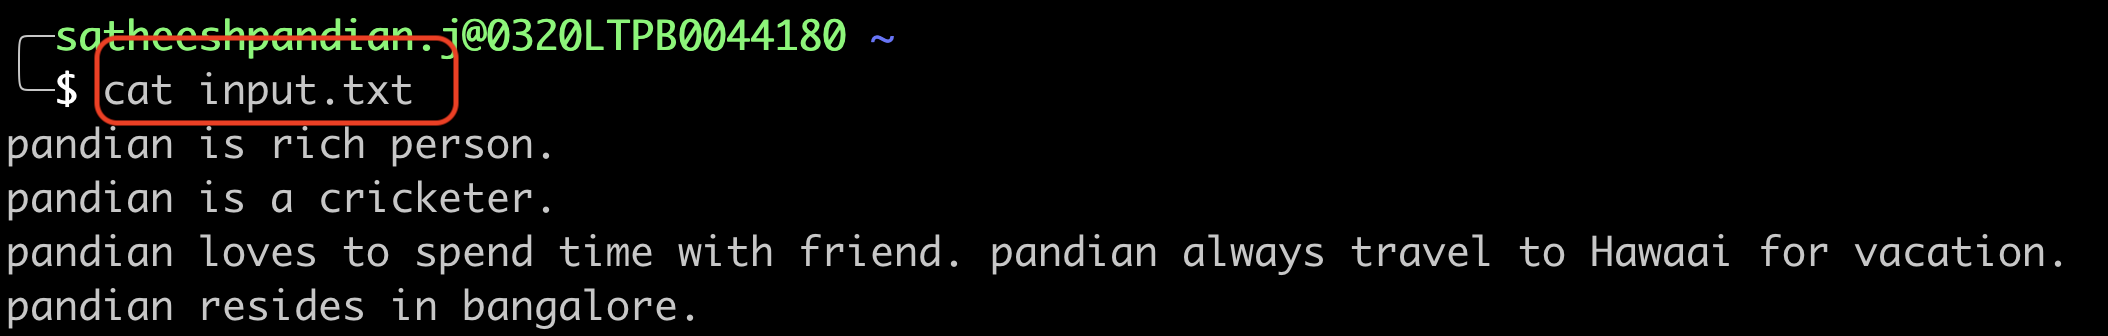 satheeshpandian.j@0320LTPB0044180 ~
$ cat input.txt
pandian is rich person.
pandian is a cricketer.
pandian loves to spend time with friend. pandian always travel to Hawaai for vacation.
pandian resides in bangalore.